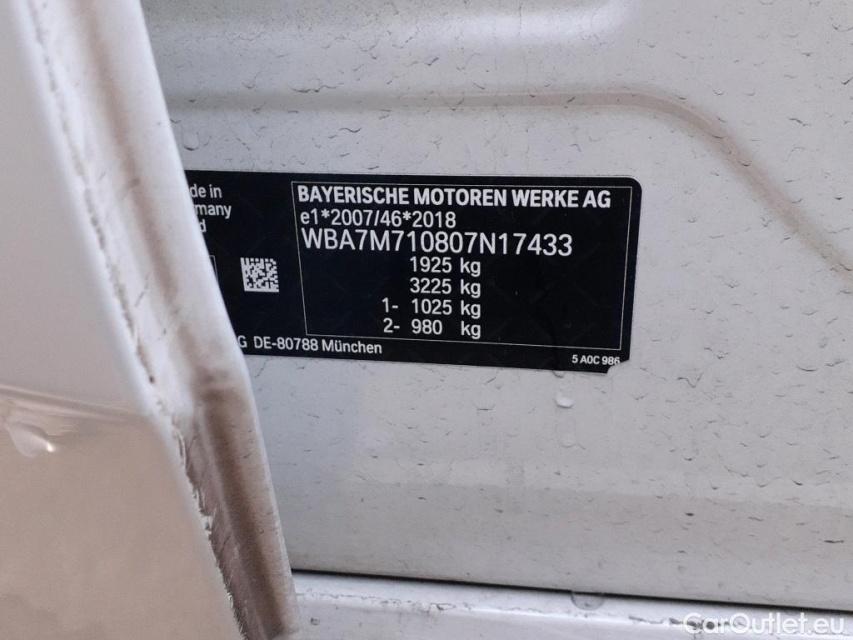 de in
many
BAYERISCHE MOTOREN WERKE AG
e1*2007/46*2018
WBA7M710807N17433
1925 kg
3225 kg
1- 1025 kg
2- 980 kg
G DE-80788 München
5 A0C 986
CarOutlet.eu